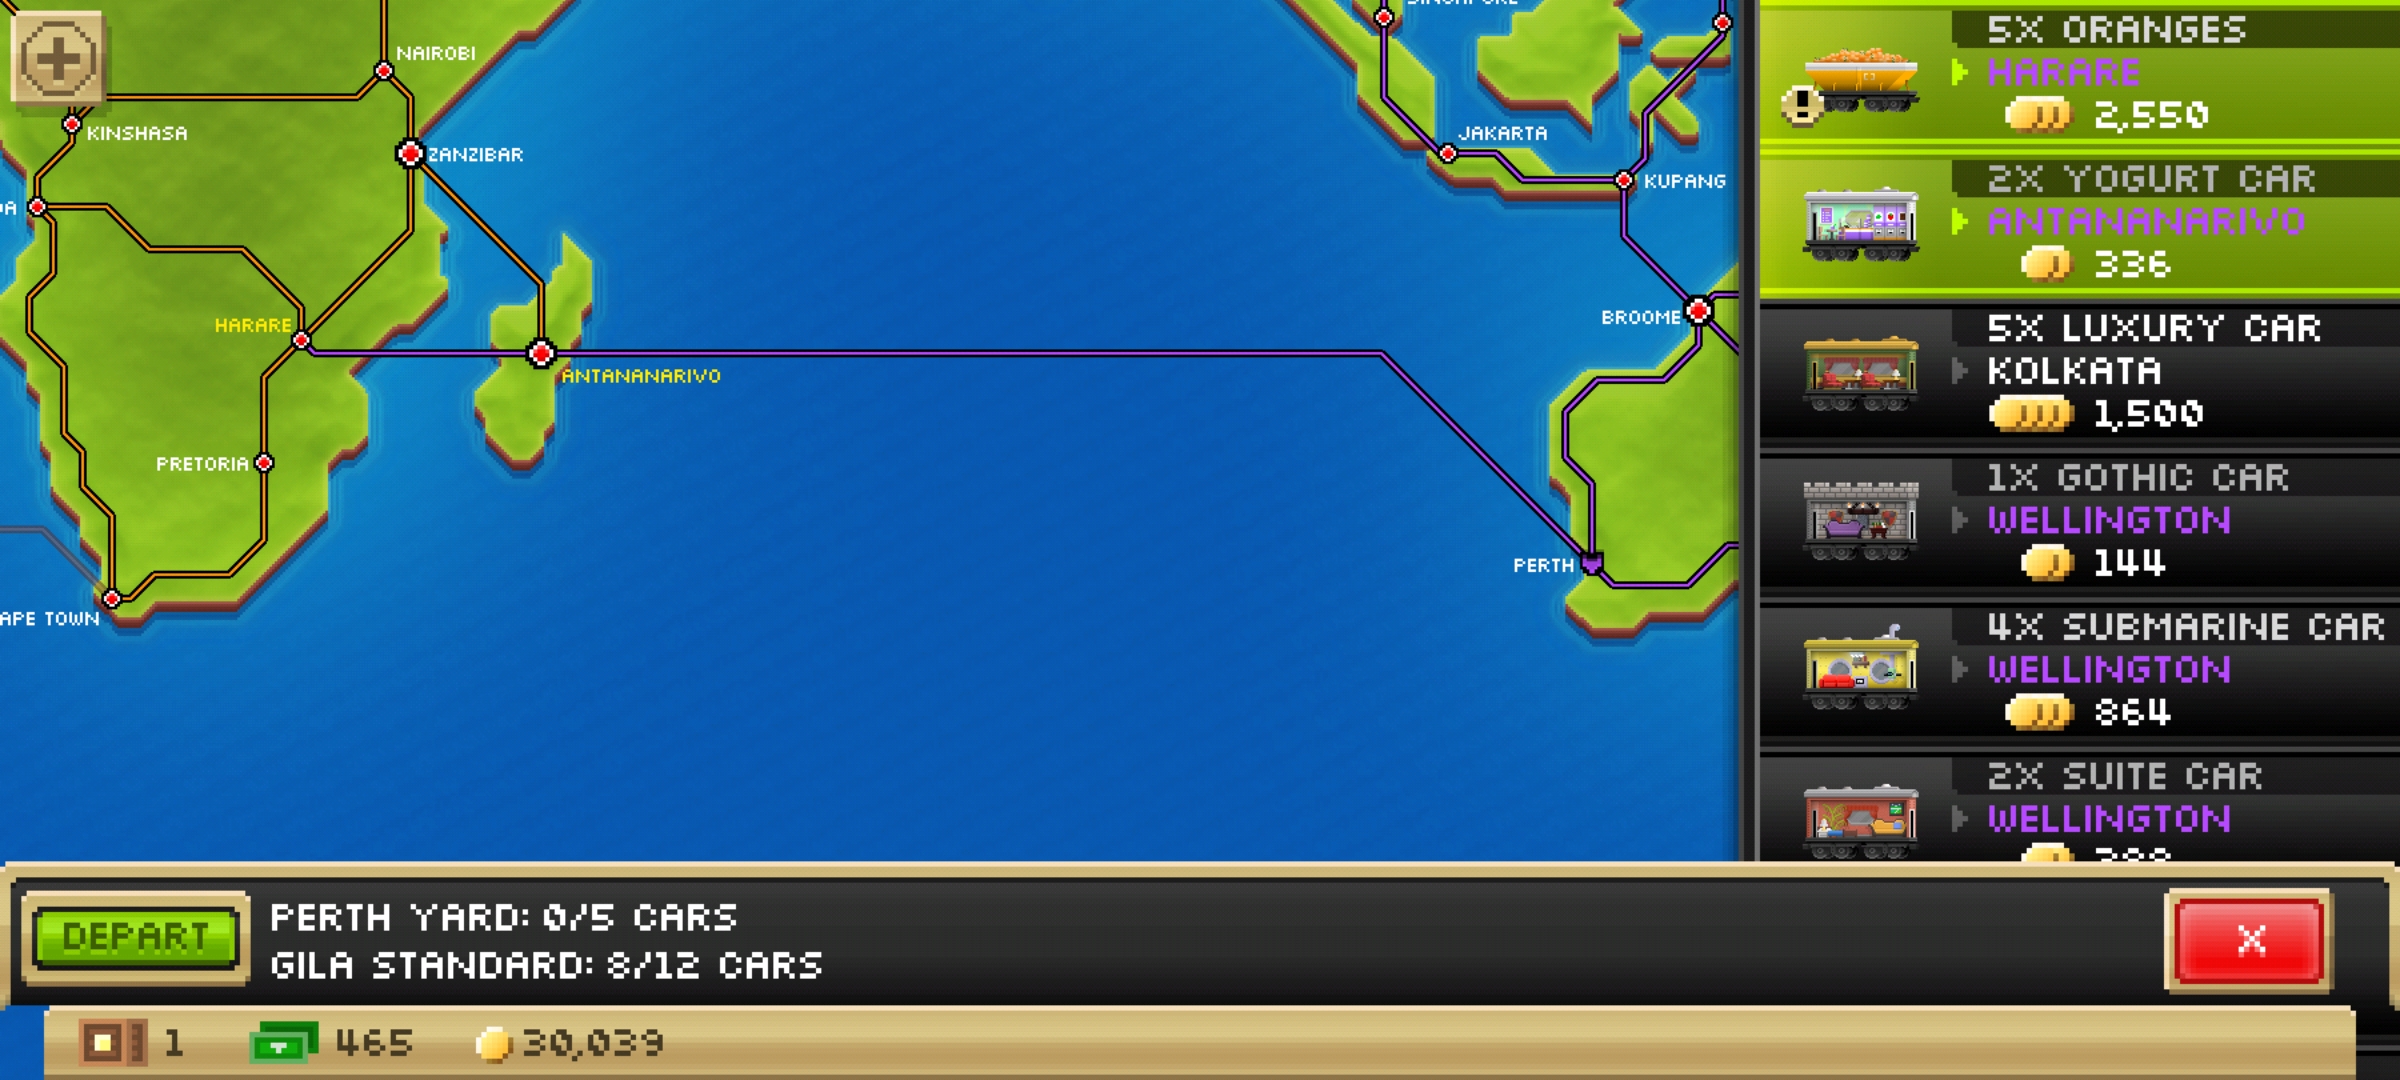 NAIROBI
KINSHASA
ZANZIBAR
DA
HARARE
ANTANANARIVO
PRETORIA
APE TOWN
SINGAPORE
JAKARTA
KUPANG
BROOME
PERTH
5X ORANGES
HARARE
2,550
2X YOGURT CAR
ANTANANARIVO
336
5X LUXURY CAR
KOLKATA
1,500
1X GOTHIC CAR
WELLINGTON
144
4X SUBMARINE CAR
WELLINGTON
864
2X SUITE CAR
WELLINGTON
DEPART
PERTH YARD: 0/5 CARS
GILA STANDARD: 8/12 CARS
X
1
465
30,039